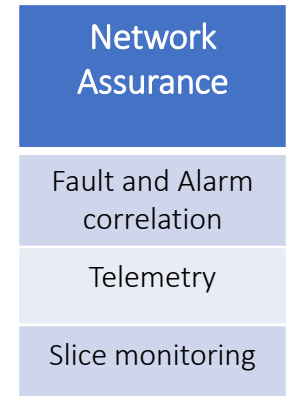 Network
Assurance
Fault and Alarm
correlation
Telemetry
Slice monitoring